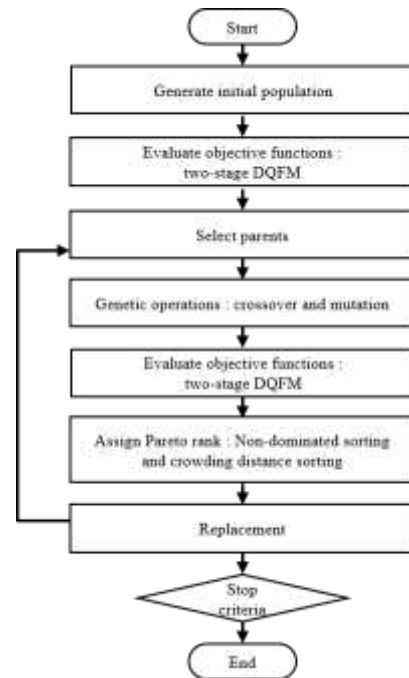 Start
Generate initial population
Evaluate objective functions :
two-stage DQFM
Select parents
Genetic operations : crossover and mutation
Evaluate objective functions :
two-stage DQFM
Assign Pareto rank : Non-dominated sorting
and crowding distance sorting
Replacement
Stop
criteria
End